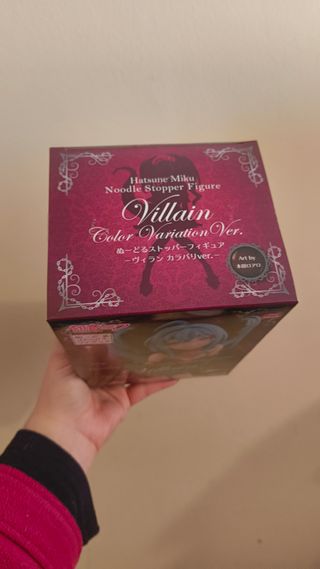 Hatsune Miku
Noodle Stopper Figure
Villain
Color Variation Ver.
ぬーどるストッパーフィギュア
−ヴィラン カラバリver.−
Art by